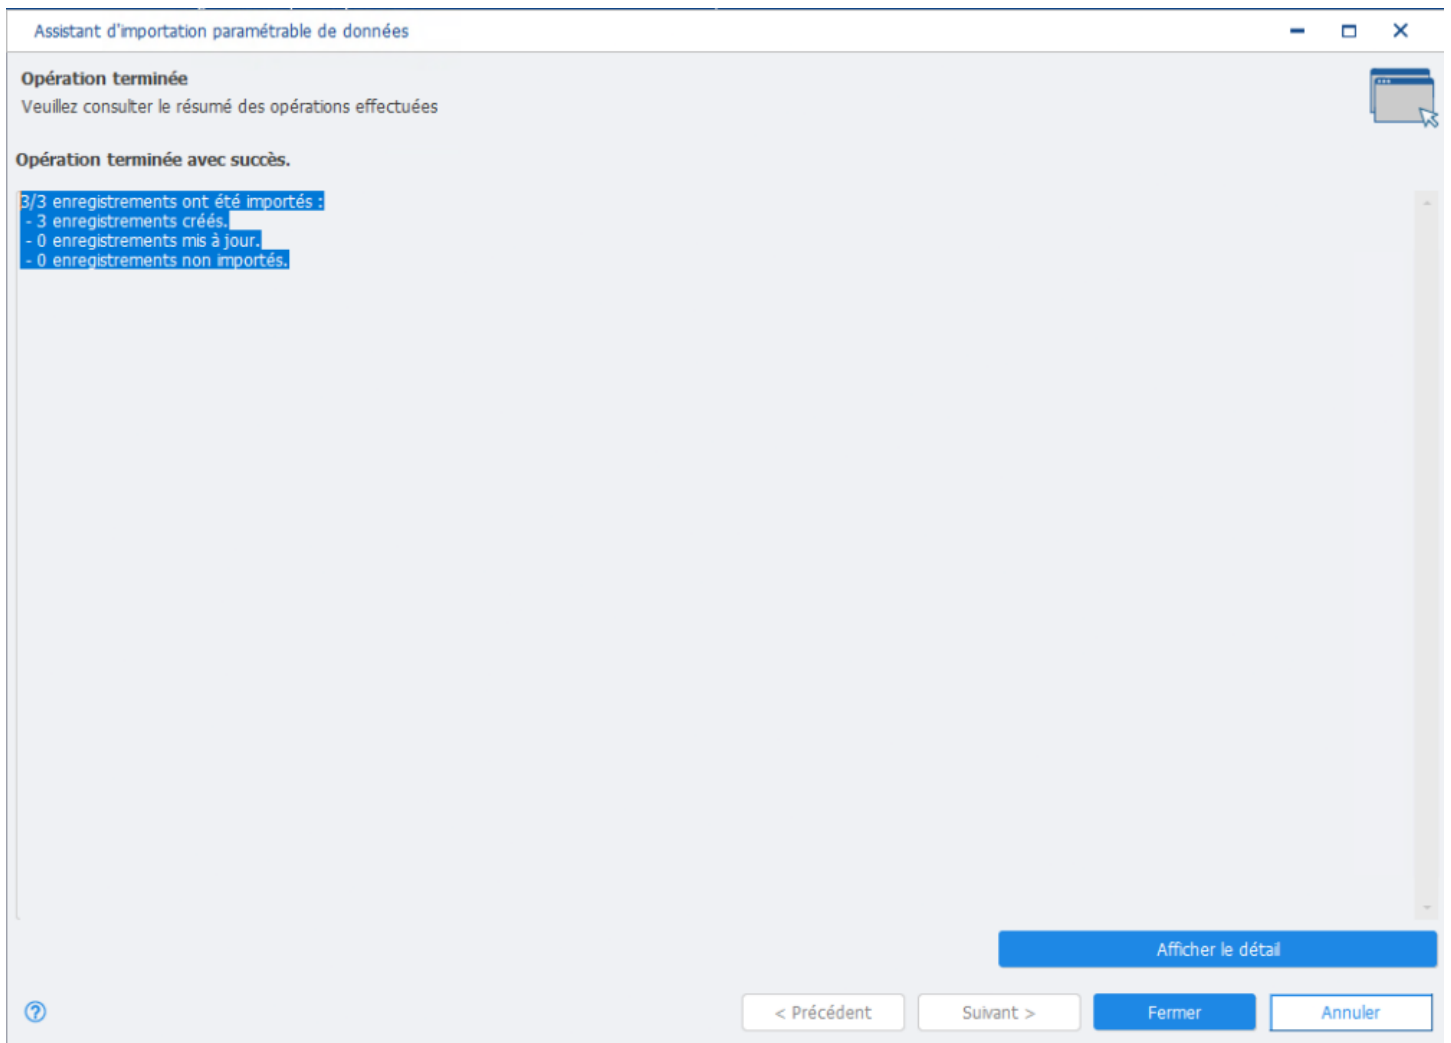 Assistant d'importation paramétrable de données
Opération terminée
Veuillez consulter le résumé des opérations effectuées
Opération terminée avec succès.
3/3 enregistrements ont été importés :
- 3 enregistrements créés.
- 0 enregistrements mis à jour.
- 0 enregistrements non importés.
Afficher le détail
< Précédent
Suivant >
Fermer
Annuler